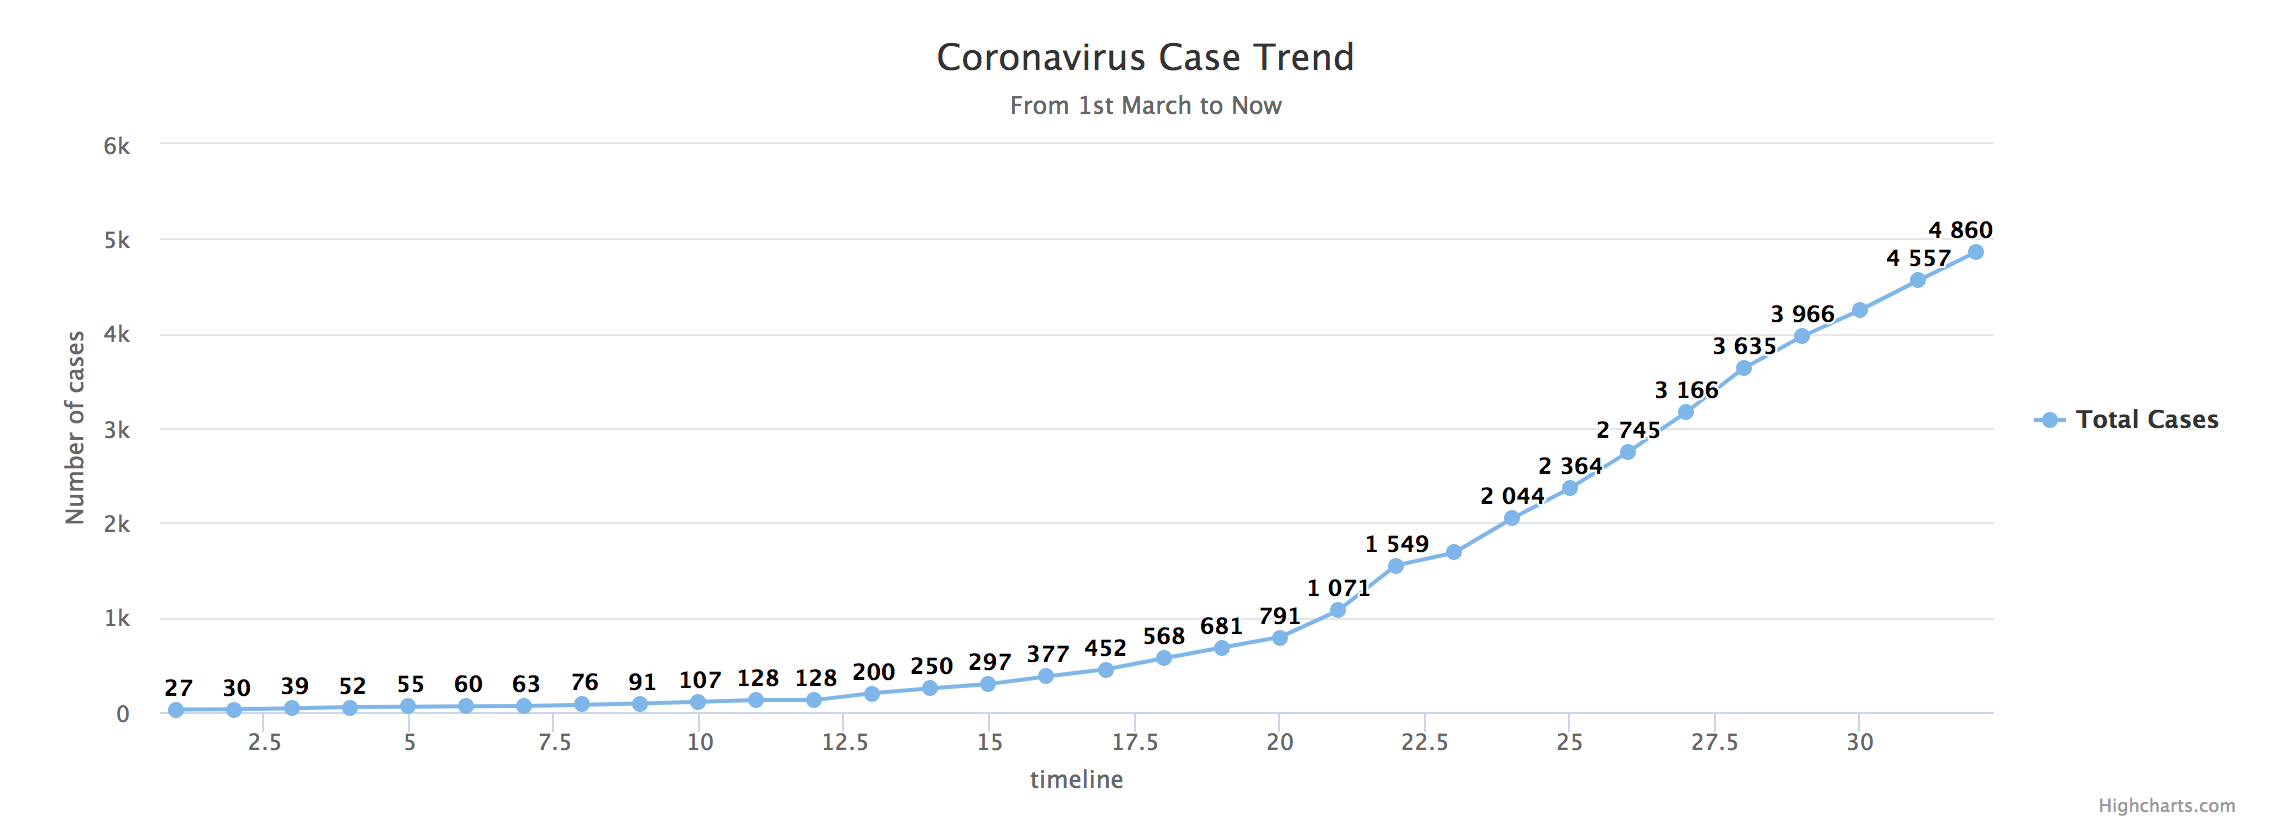 Coronavirus Case Trend
From 1st March to Now
Number of cases
6k
5k
4k
3k
2k
1k
0
27 30 39 52 55 60 63 76 91 107 128 128 200 250 297 377 452 568 681 791 1 071 1 549 2 044 2 364 2 745 3 166 3 635 3 966 4 557 4 860
2.5 5 7.5 10 12.5 15 17.5 20 22.5 25 27.5 30
timeline
Total Cases
Highcharts.com